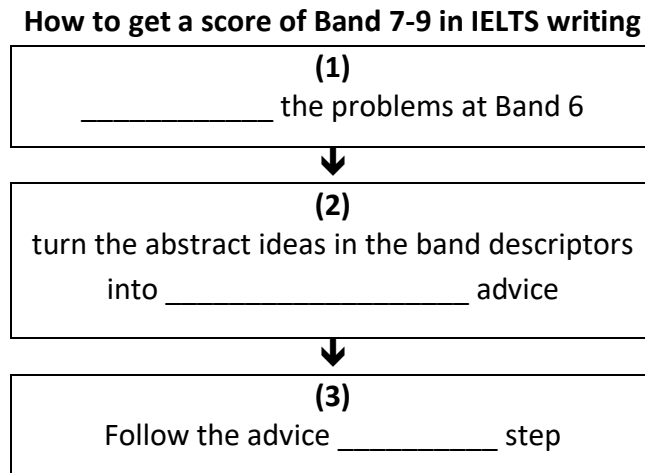 How to get a score of Band 7-9 in IELTS writing
(1)
____________ the problems at Band 6
(2)
turn the abstract ideas in the band descriptors
into ___________________ advice
(3)
Follow the advice __________ step